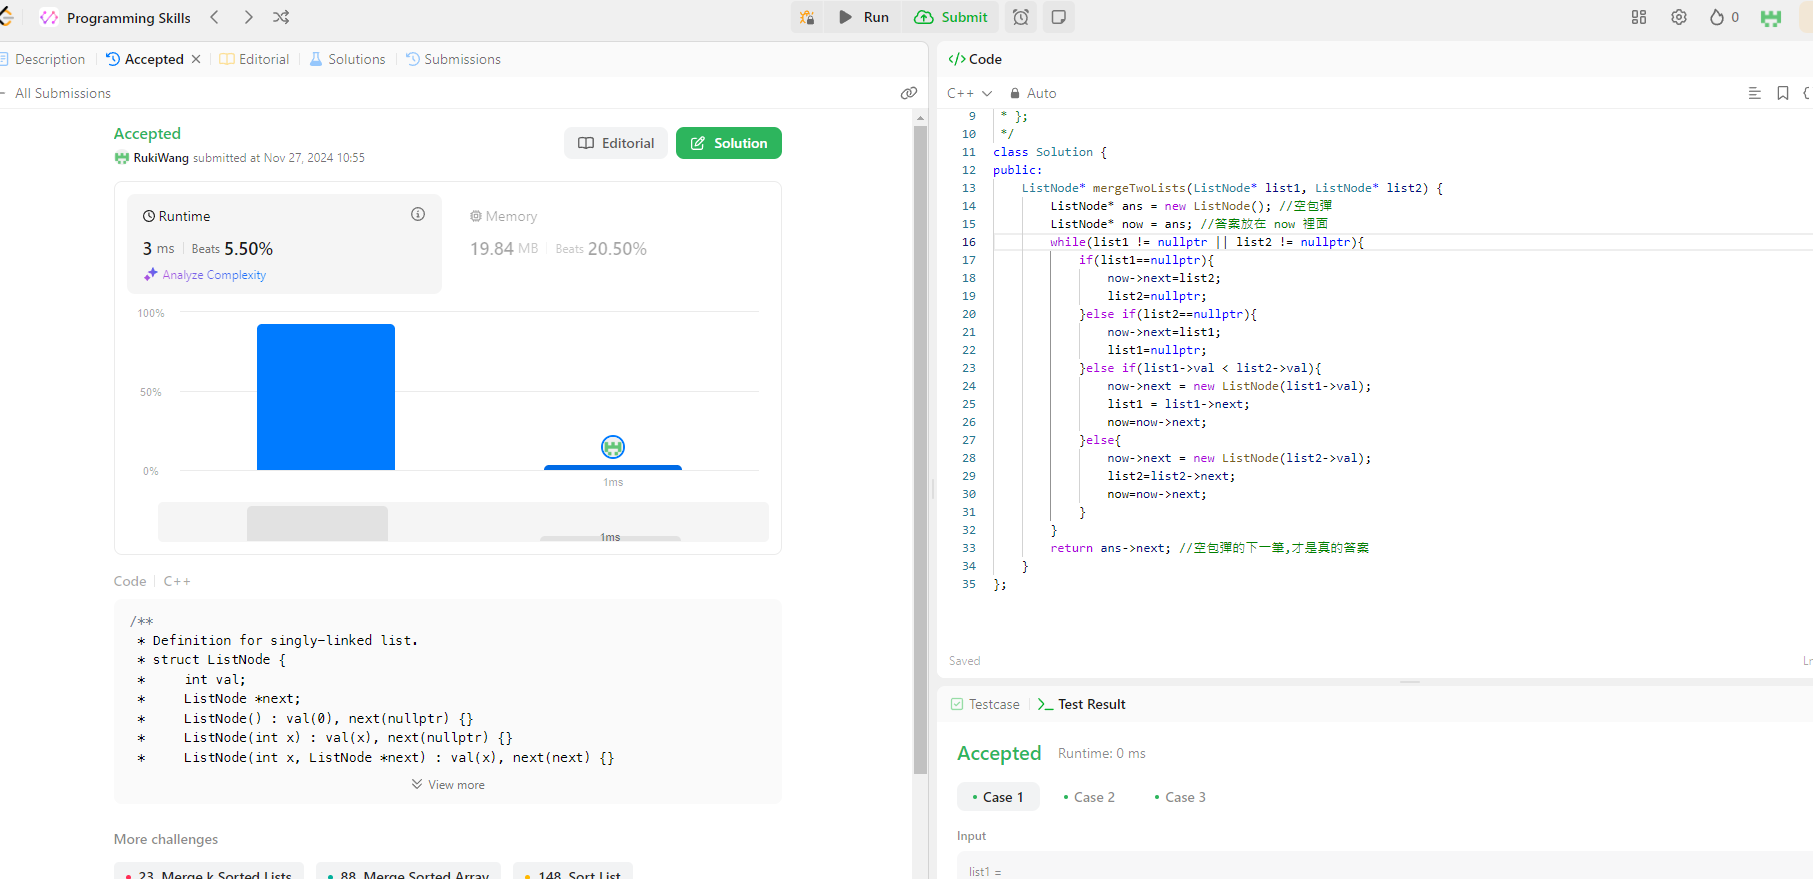 Programming Skills
Run
Submit
0
Description
Accepted
Editorial
Solutions
Submissions
All Submissions
Accepted
Editorial
Solution
RukiWang submitted at Nov 27, 2024 10:55
Runtime
3 ms
Beats 5.50%
Analyze Complexity
Memory
19.84 MB
Beats 20.50%
100%
50%
0%
1ms
1ms
Code
C++
/**
* Definition for singly-linked list.
* struct ListNode {
*     int val;
*     ListNode *next;
*     ListNode() : val(0), next(nullptr) {}
*     ListNode(int x) : val(x), next(nullptr) {}
*     ListNode(int x, ListNode *next) : val(x), next(next) {}
View more
More challenges
23. Merge k Sorted Lists
88. Merge Sorted Array
148. Sort List
</> Code
C++
Auto
9 * };
10 */
11 class Solution {
12 public:
13     ListNode* mergeTwoLists(ListNode* list1, ListNode* list2) {
14         ListNode* ans = new ListNode(); //空包彈
15         ListNode* now = ans; //答案放在 now 裡面
16         while(list1 != nullptr || list2 != nullptr){
17             if(list1==nullptr){
18                 now->next=list2;
19                 list2=nullptr;
20             }else if(list2==nullptr){
21                 now->next=list1;
22                 list1=nullptr;
23             }else if(list1->val < list2->val){
24                 now->next = new ListNode(list1->val);
25                 list1 = list1->next;
26                 now=now->next;
27             }else{
28                 now->next = new ListNode(list2->val);
29                 list2=list2->next;
30                 now=now->next;
31             }
32         }
33         return ans->next; //空包彈的下一筆,才是真的答案
34     }
35 };
Saved
Ln
Testcase
Test Result
Accepted
Runtime: 0 ms
Case 1
Case 2
Case 3
Input
list1 =